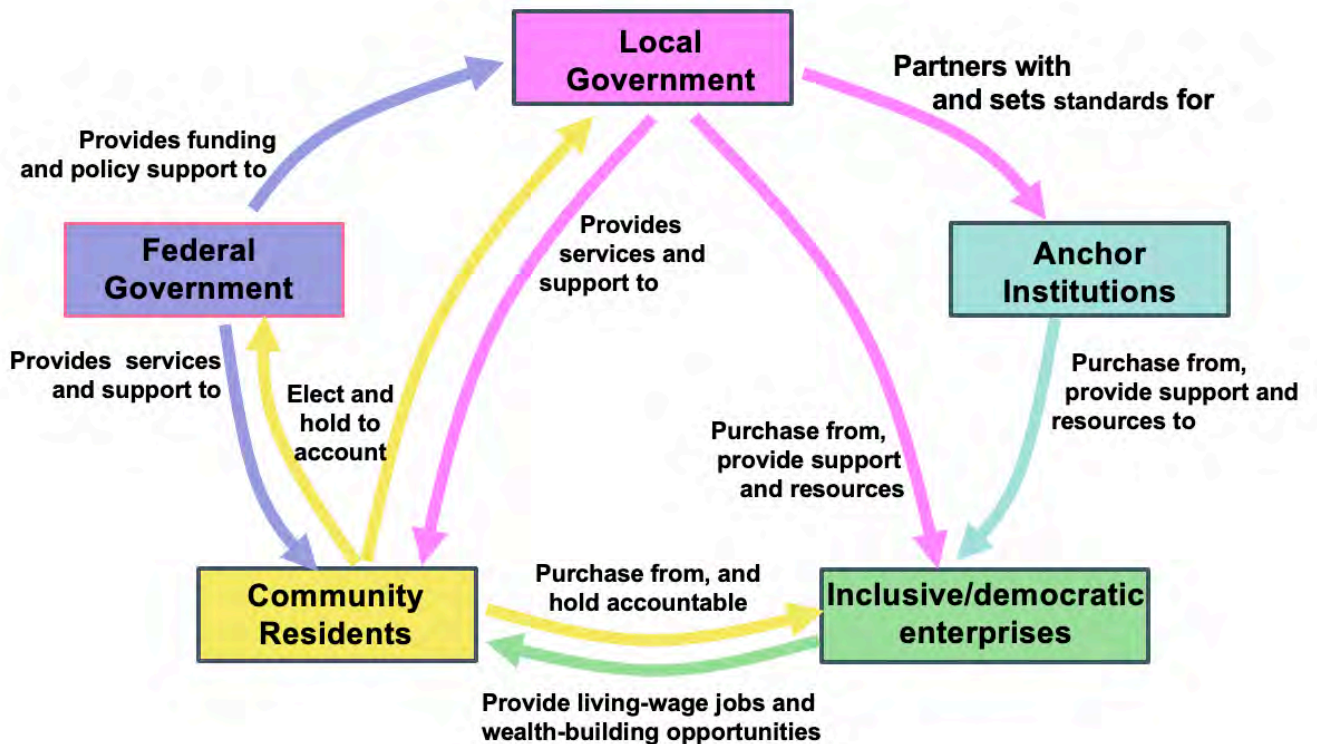 Local
Government
Partners with
and sets standards for
Provides funding
and policy support to
Federal
Government
Provides
services and
support to
Anchor
Institutions
Provides services
and support to
Elect and
hold to
account
Purchase from,
provide support and
resources to
Purchase from,
provide support
and resources
Community
Residents
Purchase from, and
hold accountable
Inclusive/democratic
enterprises
Provide living-wage jobs and
wealth-building opportunities